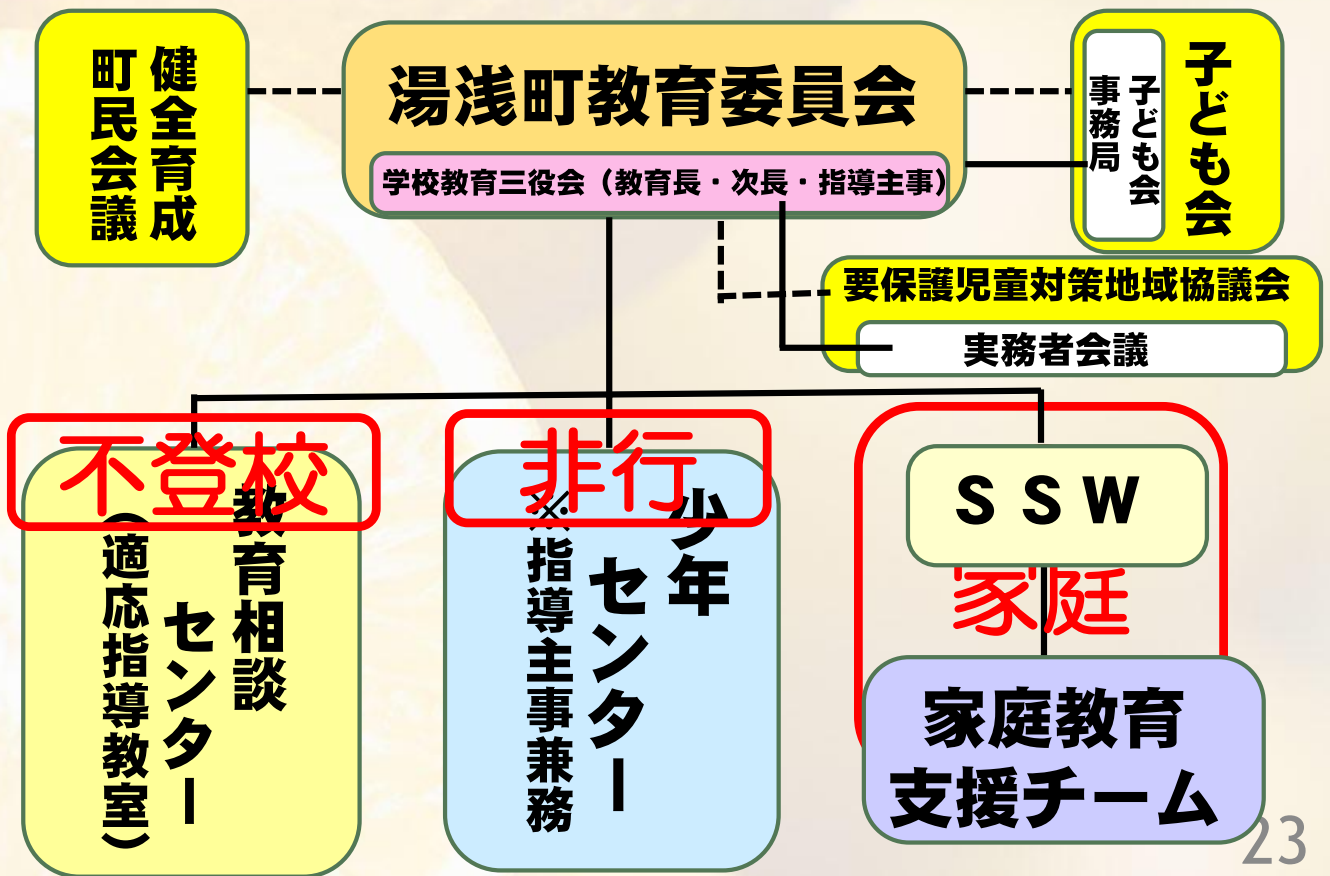 健全育成
町民会議
湯浅町教育委員会
学校教育三役会（教育長・次長・指導主事）
子ども会
子ども会
事務局
要保護児童対策地域協議会
実務者会議
不登校
教育相談
センター
（適応指導教室）
非行
少年
センター
※指導主事兼務
SSW
家庭
家庭教育
支援チーム
23